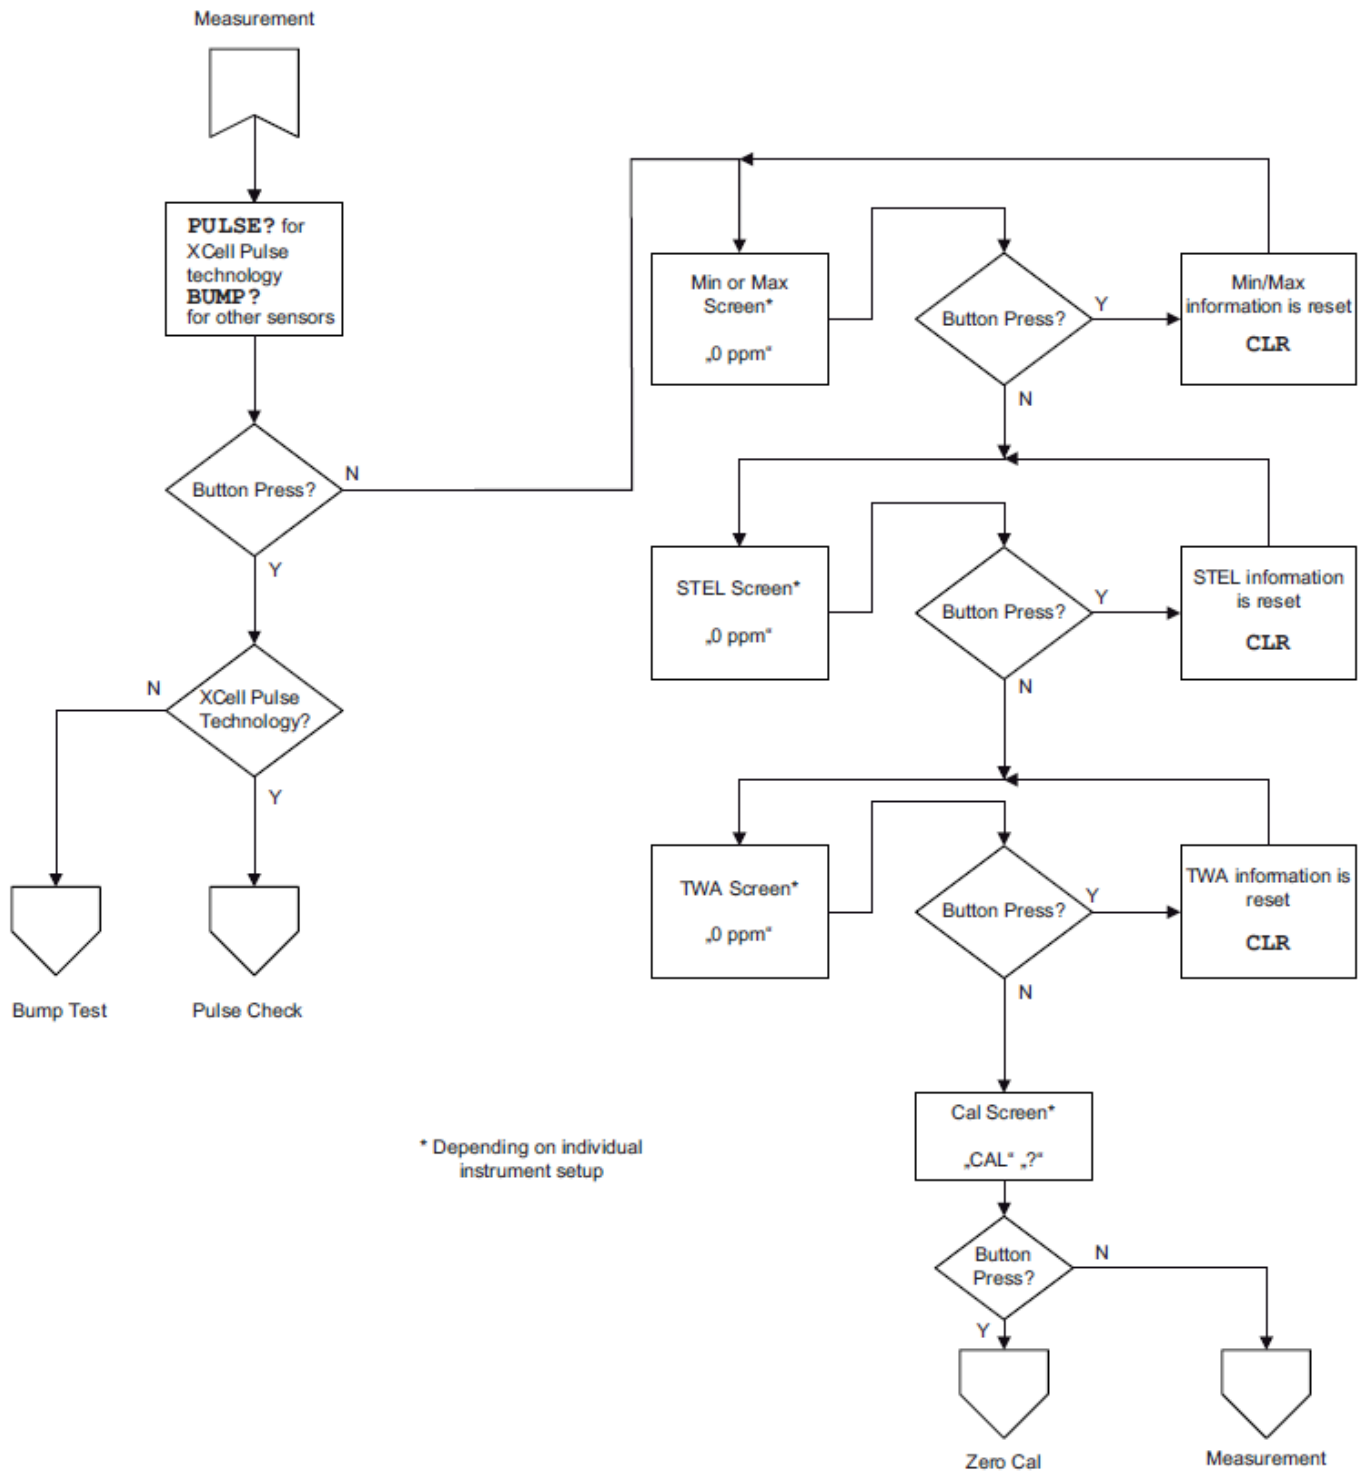 Measurement
PULSE? for
XCell Pulse
technology
BUMP?
for other sensors
Button Press?
N
Y
XCell Pulse
Technology?
N
Y
Bump Test
Pulse Check
Min or Max
Screen*
„0 ppm“
Button Press?
Y
N
Min/Max
information is reset
CLR
STEL Screen*
„0 ppm“
Button Press?
Y
N
STEL information
is reset
CLR
TWA Screen*
„0 ppm“
Button Press?
Y
N
TWA information is
reset
CLR
Cal Screen*
„CAL“ „?“
Button
Press?
N
Y
Zero Cal
Measurement
* Depending on individual
instrument setup